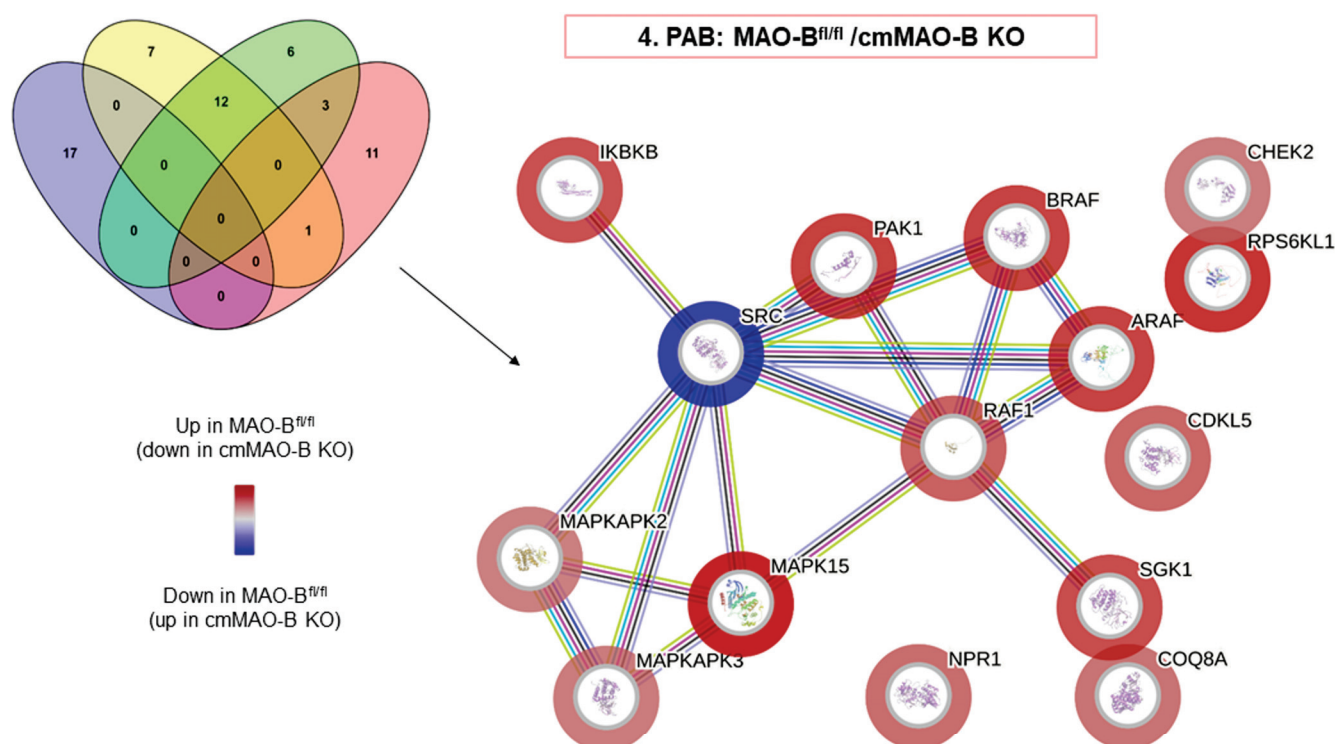 4. PAB: MAO-Bfl/fl /cmMAO-B KO
7
6
0
12
3
17
0
0
11
0
0
1
0
0
0
IKBKB
CHEK2
BRAF
PAK1
RPS6KL1
SRC
ARAF
RAF1
CDKL5
Up in MAO-Bfl/fl
(down in cmMAO-B KO)
Down in MAO-Bfl/fl
(up in cmMAO-B KO)
MAPKAPK2
MAPK15
SGK1
MAPKAPK3
NPR1
COQ8A